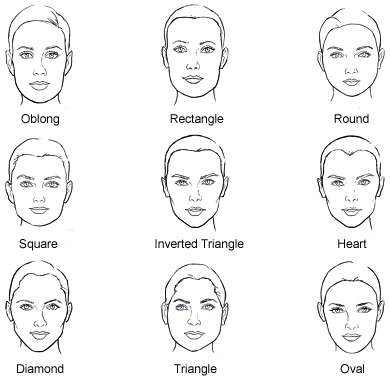 Oblong
Rectangle
Round
Square
Inverted Triangle
Heart
Diamond
Triangle
Oval